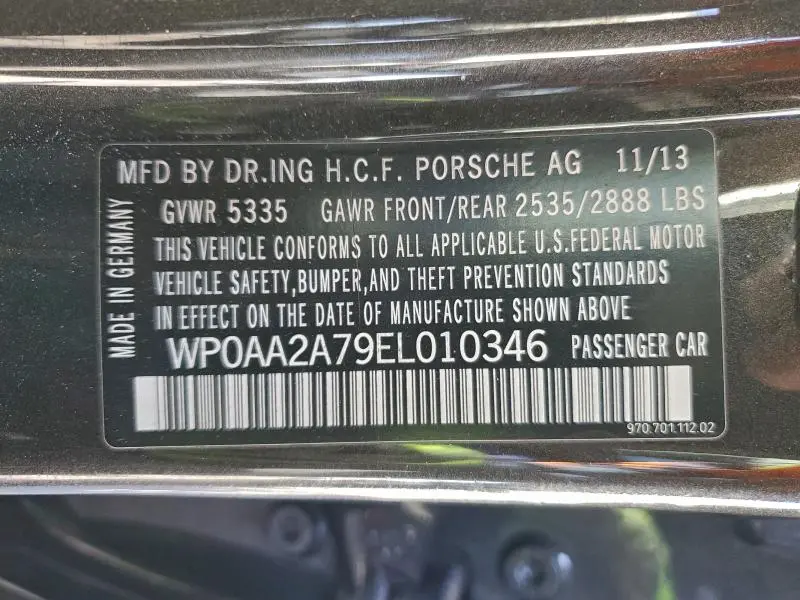 MFD BY DR.ING H.C.F. PORSCHE AG 11/13
GVWR 5335 GAWR FRONT/REAR 2535/2888 LBS
THIS VEHICLE CONFORMS TO ALL APPLICABLE U.S.FEDERAL MOTOR
VEHICLE SAFETY,BUMPER,AND THEFT PREVENTION STANDARDS
IN EFFECT ON THE DATE OF MANUFACTURE SHOWN ABOVE
WP0AA2A79EL010346 PASSENGER CAR
970.701.112.02
MADE IN GERMANY